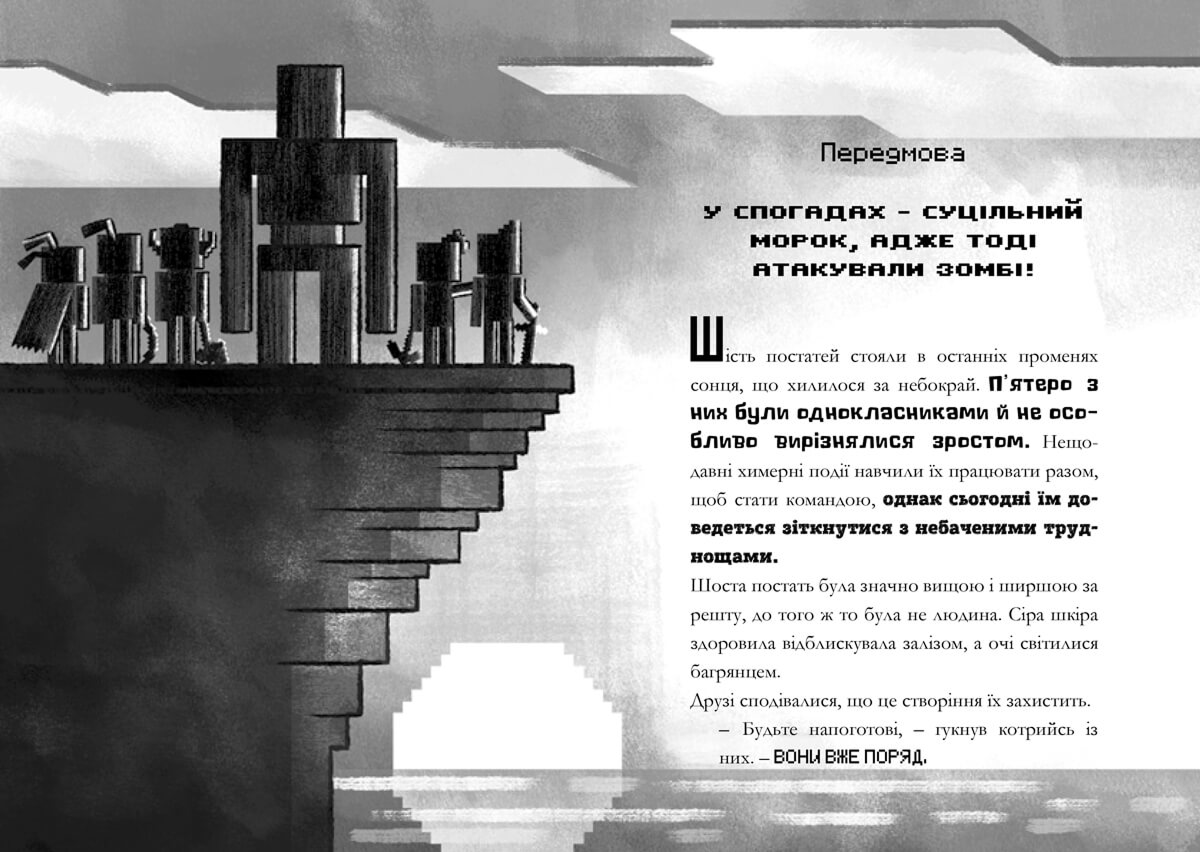 Передмова
У СПОГАДАХ – СУЦІЛЬНИЙ
МОРОК, АДЖЕ ТОДІ
АТАКУВАЛИ ЗОМБІ!
Шість постатей стояли в останніх променях
сонця, що хилилося за небокрай. П'ятеро з
них були однокласниками й не осо-
бливо вирізнялися зростом. Нещо-
давні химерні події навчили їх працювати разом,
щоб стати командою, однак сьогодні їм до-
ведеться зіткнутися з небаченими труд-
нощами.
Шоста постать була значно вищою і ширшою за
решту, до того ж то була не людина. Сіра шкіра
здоровила відблискувала залізом, а очі світилися
багрянцем.
Друзі сподівалися, що це створіння їх захистить.
– Будьте напоготові, – гукнув котрийсь із
них. – ВОНИ ВЖЕ ПОРЯД.